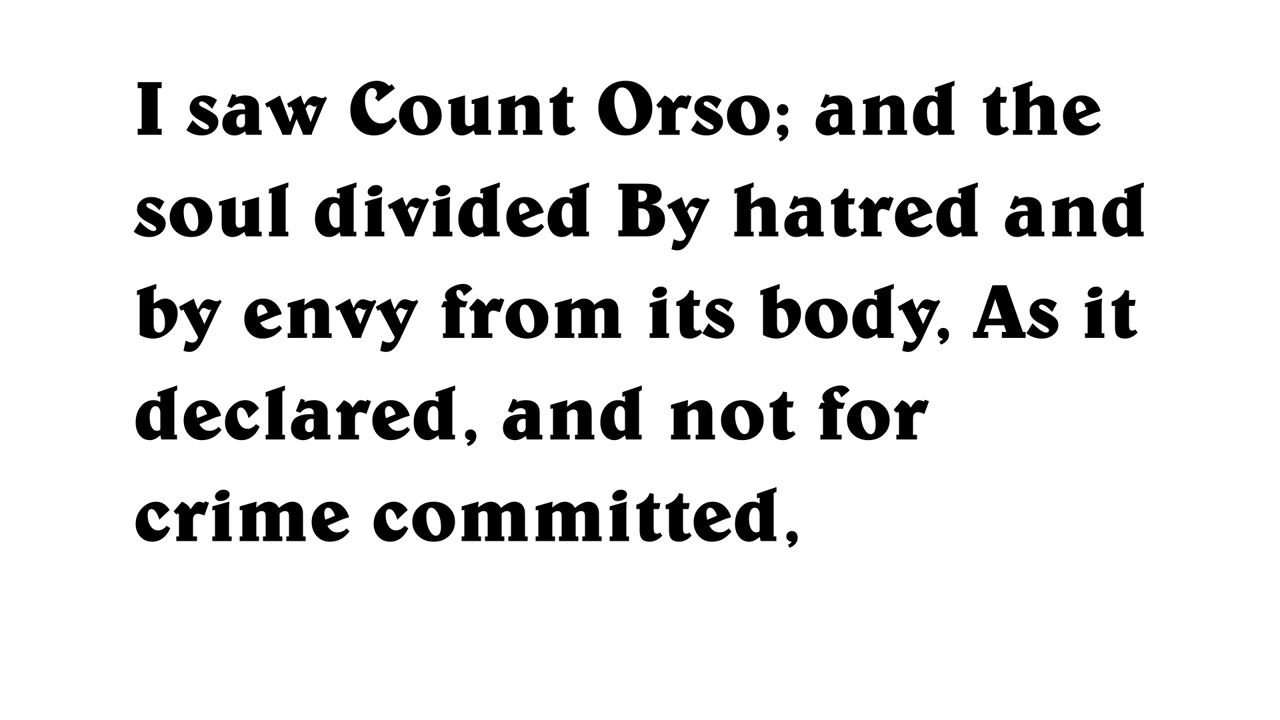 I saw Count Orso; and the
soul divided By hatred and
by envy from its body, As it
declared, and not for
crime committed,